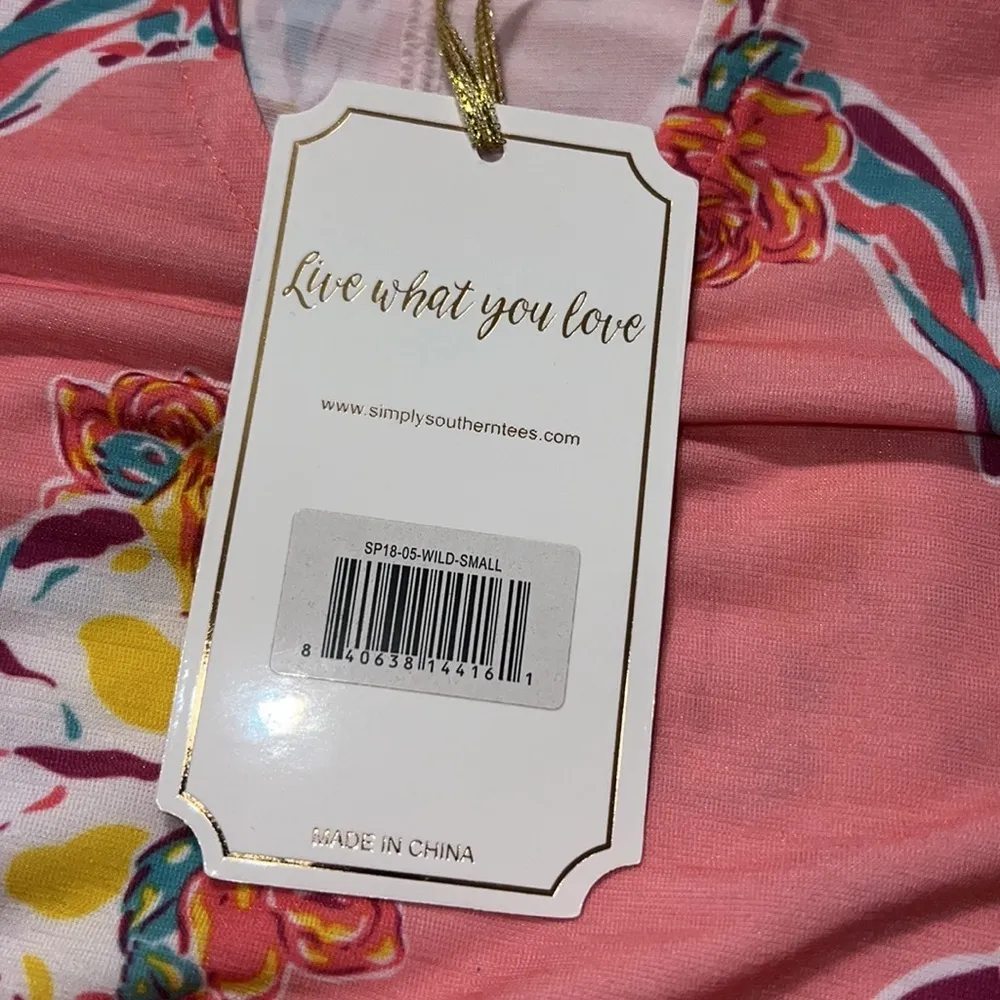 Live what you love
www.simplysoutherntees.com
SP18-05-WILD-SMALL
8 40638 14416 1
MADE IN CHINA